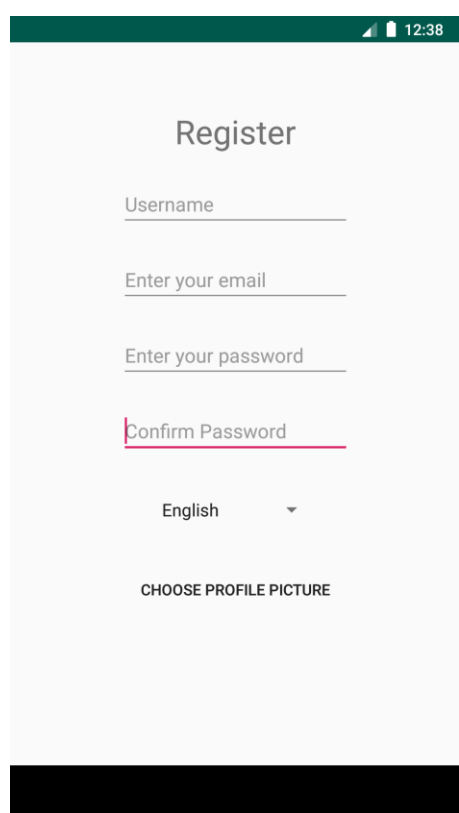 12:38
Register
Username
Enter your email
Enter your password
Confirm Password
English
CHOOSE PROFILE PICTURE